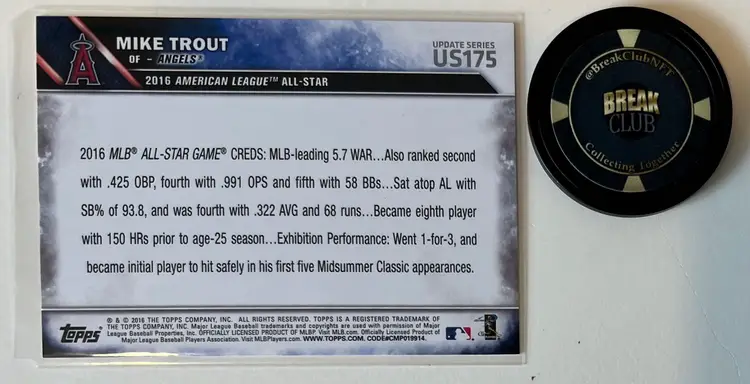 MIKE TROUT
OF - ANGELS®
2016 AMERICAN LEAGUE™ ALL-STAR
UPDATE SERIES
US175
2016 MLB® ALL-STAR GAME® CREDS: MLB-leading 5.7 WAR...Also ranked second
with .425 OBP, fourth with .991 OPS and fifth with 58 BBs...Sat atop AL with
SB% of 93.8, and was fourth with .322 AVG and 68 runs...Became eighth player
with 150 HRs prior to age-25 season...Exhibition Performance: Went 1-for-3, and
became initial player to hit safely in his first five Midsummer Classic appearances.
Topps
® & © 2016 THE TOPPS COMPANY, INC. ALL RIGHTS RESERVED. TOPPS IS A REGISTERED TRADEMARK OF
THE TOPPS COMPANY, INC. Major League Baseball trademarks and copyrights are used with permission of Major
League Baseball Properties, Inc. OFFICIALLY LICENSED PRODUCT OF MLBP. Visit MLB.com. Officially Licensed Product of
Major League Baseball Players Association. Visit MLBPlayers.com. WWW.TOPPS.COM. CODE#CMP019914.
@BreakClubNFT
BREAK
CLUB
Collecting Together